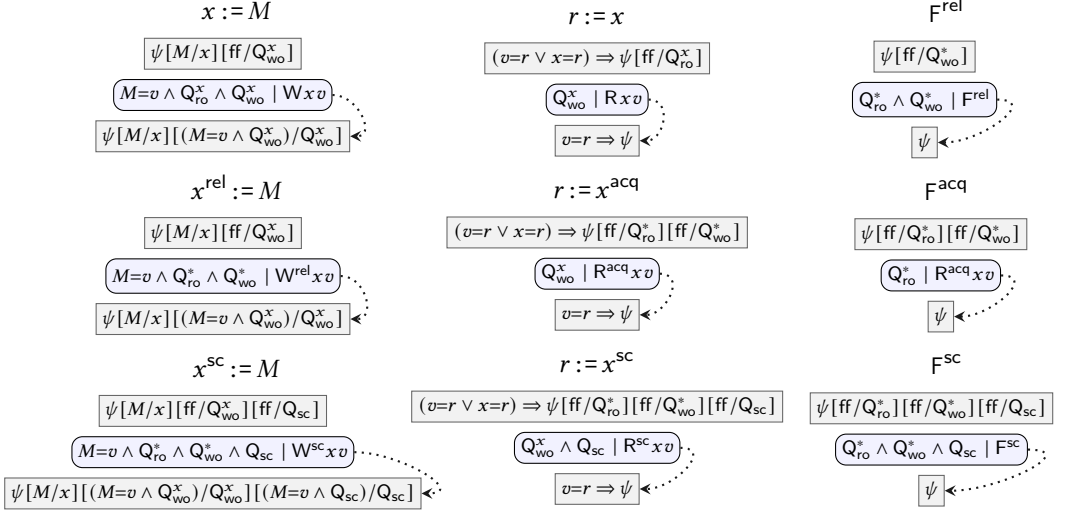 x := M
ψ[M/x][ff/Q^x_wo]
M=v ∧ Q^x_ro ∧ Q^x_wo | Wxv
ψ[M/x][(M=v ∧ Q^x_wo)/Q^x_wo]
r := x
(v=r ∨ x=r) ⇒ ψ[ff/Q^x_ro]
Q^x_wo | Rxv
v=r ⇒ ψ
F^rel
ψ[ff/Q^*_wo]
Q^*_ro ∧ Q^*_wo | F^rel
ψ
x^rel := M
ψ[M/x][ff/Q^x_wo]
M=v ∧ Q^*_ro ∧ Q^*_wo | W^rel xv
ψ[M/x][(M=v ∧ Q^x_wo)/Q^x_wo]
r := x^acq
(v=r ∨ x=r) ⇒ ψ[ff/Q^*_ro][ff/Q^*_wo]
Q^x_wo | R^acq xv
v=r ⇒ ψ
F^acq
ψ[ff/Q^*_ro][ff/Q^*_wo]
Q^*_ro | R^acq xv
ψ
x^sc := M
ψ[M/x][ff/Q^x_wo][ff/Q_sc]
M=v ∧ Q^*_ro ∧ Q^*_wo ∧ Q_sc | W^sc xv
ψ[M/x][(M=v ∧ Q^x_wo)/Q^x_wo][(M=v ∧ Q_sc)/Q_sc]
r := x^sc
(v=r ∨ x=r) ⇒ ψ[ff/Q^*_ro][ff/Q^*_wo][ff/Q_sc]
Q^x_wo ∧ Q_sc | R^sc xv
v=r ⇒ ψ
F^sc
ψ[ff/Q^*_ro][ff/Q^*_wo][ff/Q_sc]
Q^*_ro ∧ Q^*_wo ∧ Q_sc | F^sc
ψ